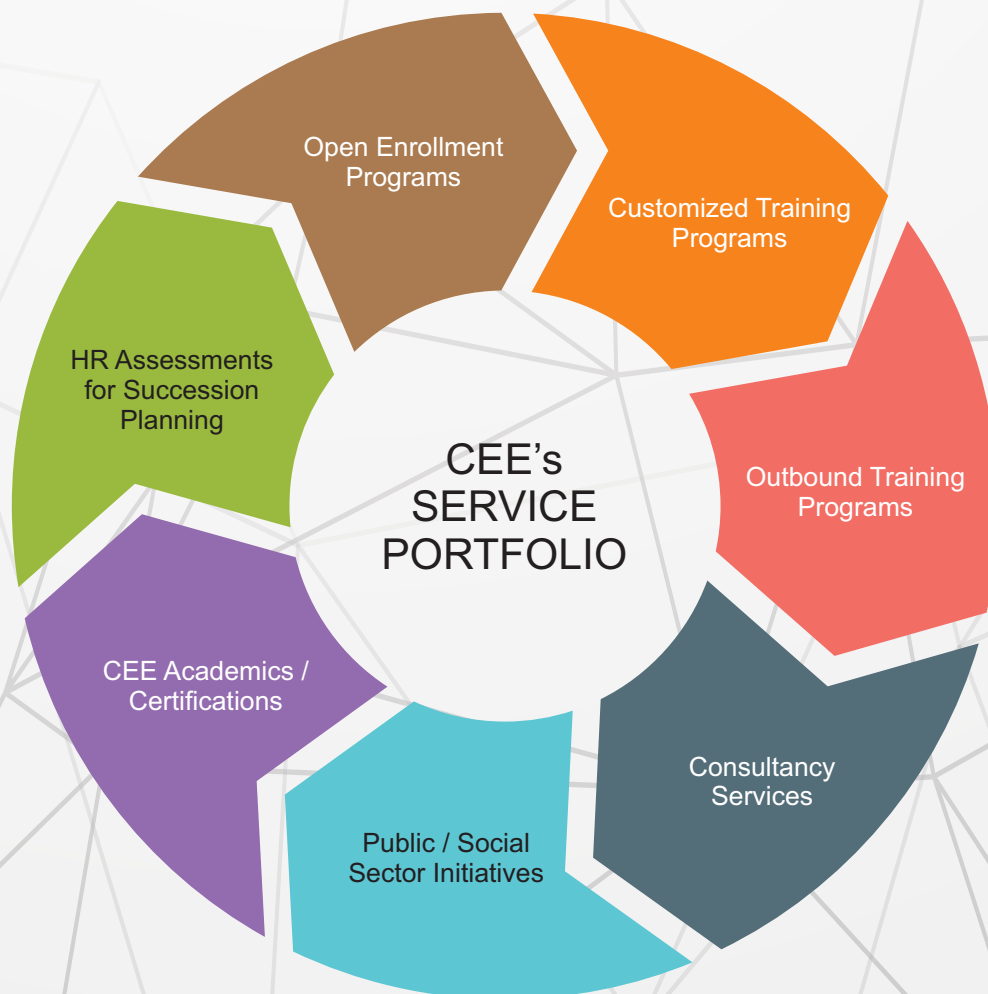 Open Enrollment
Programs
Customized Training
Programs
Outbound Training
Programs
Consultancy
Services
Public / Social
Sector Initiatives
CEE Academics /
Certifications
HR Assessments
for Succession
Planning
CEE’s
SERVICE
PORTFOLIO